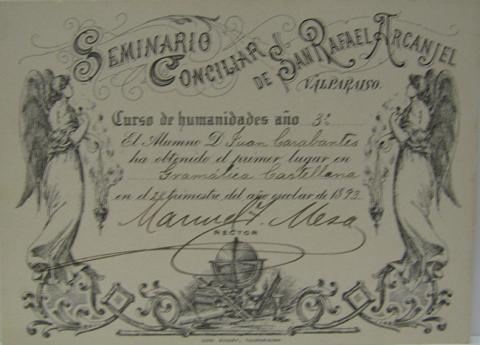 SEMINARIO
CONCILIAR DE SAN RAFAEL ARCANJEL
VALPARAISO.
Curso de humanidades año 3º
El Alumno D. Juan Carabantes
ha obtenido el primer lugar en
Gramática Castellana
en el 2º trimestre del año escolar de 1893
Manuel F. Mesa
RECTOR